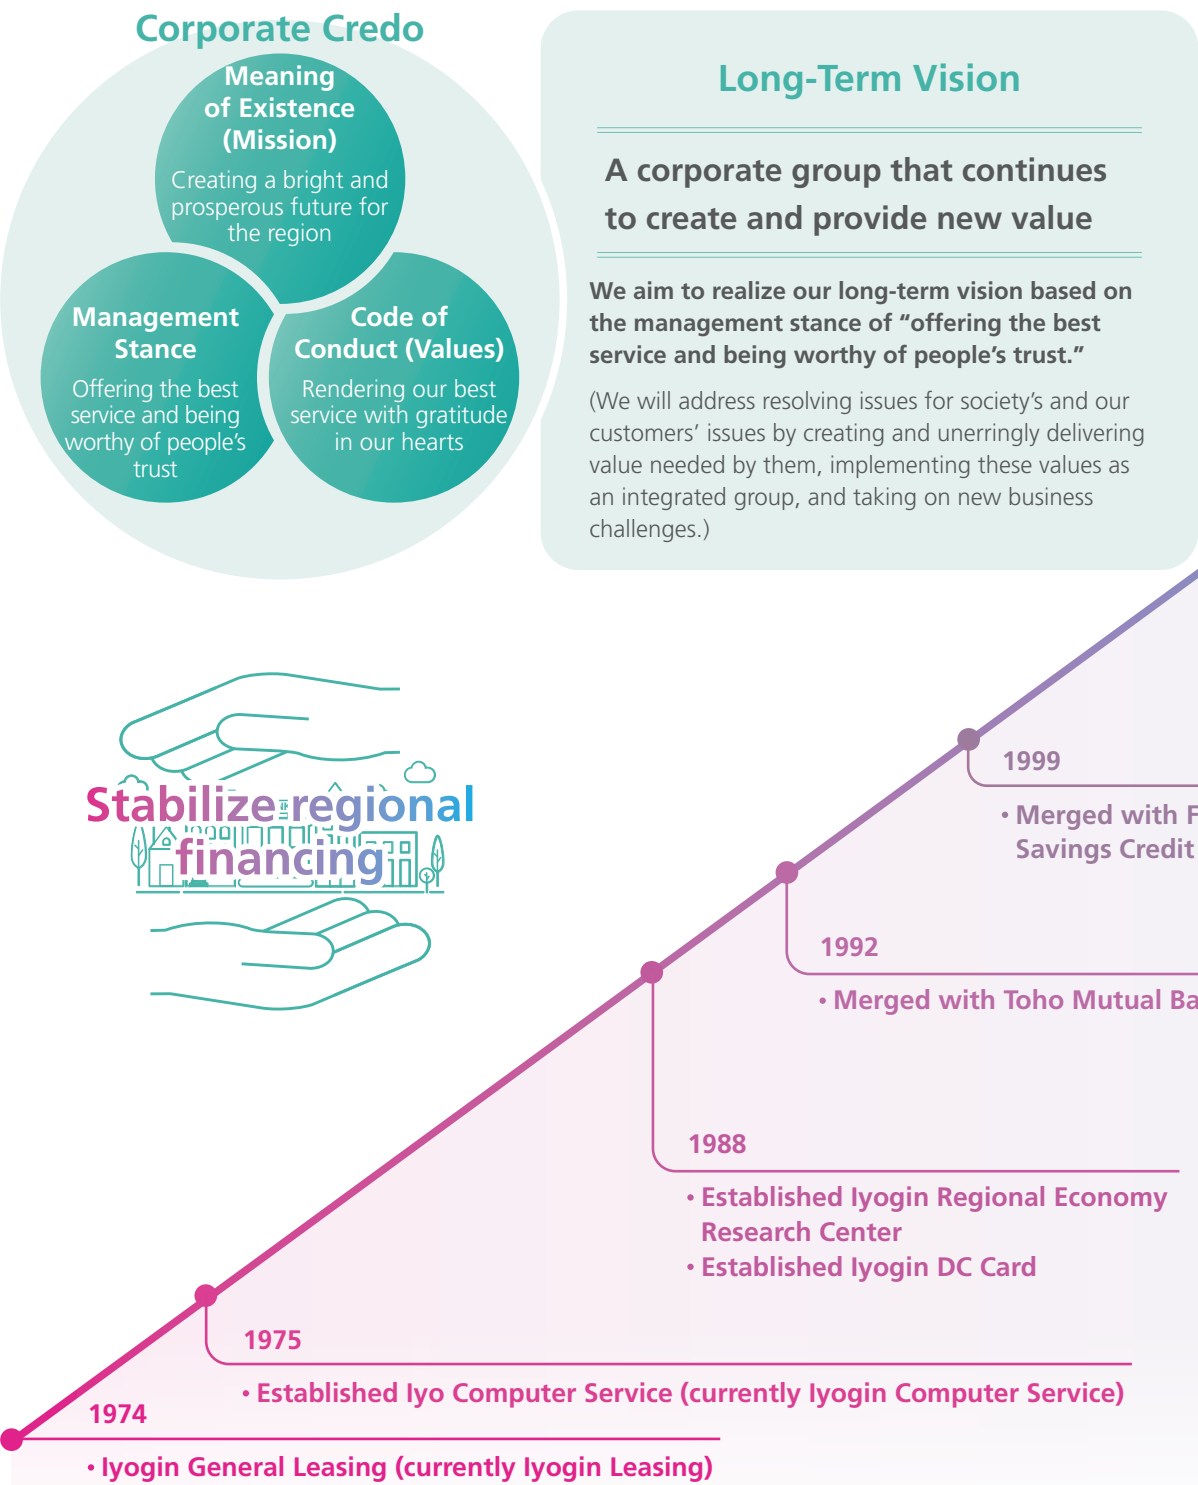 Corporate Credo
Meaning
of Existence
(Mission)
Creating a bright and
prosperous future for
the region
Management
Stance
Offering the best
service and being
worthy of people's
trust
Code of
Conduct (Values)
Rendering our best
service with gratitude
in our hearts
Long-Term Vision
A corporate group that continues
to create and provide new value
We aim to realize our long-term vision based on
the management stance of “offering the best
service and being worthy of people’s trust.”
(We will address resolving issues for society’s and our
customers’ issues by creating and unerringly delivering
value needed by them, implementing these values as
an integrated group, and taking on new business
challenges.)
Stabilize regional
financing
1999
• Merged with F
Savings Credit
1992
• Merged with Toho Mutual Ba
1988
• Established Iyogin Regional Economy
Research Center
• Established Iyogin DC Card
1975
• Established Iyo Computer Service (currently Iyogin Computer Service)
1974
• Iyogin General Leasing (currently Iyogin Leasing)